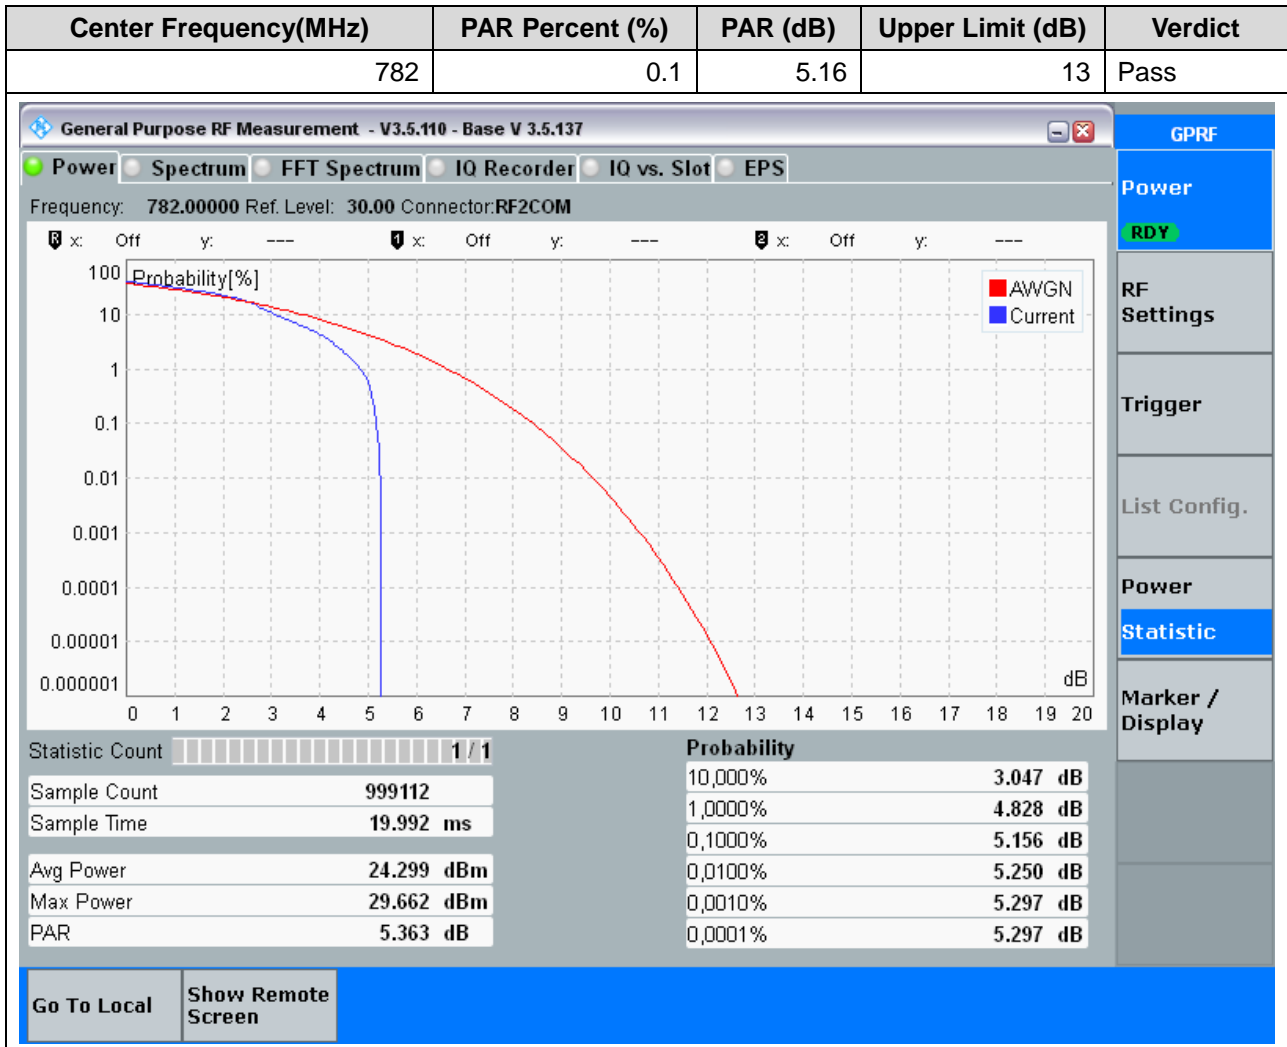 Center Frequency(MHz) PAR Percent (%) PAR (dB) Upper Limit (dB) Verdict
782 0.1 5.16 13 Pass
General Purpose RF Measurement - V3.5.110 - Base V 3.5.137
GPRF
Power Spectrum FFT Spectrum IQ Recorder IQ vs. Slot EPS
Power
RDY
Frequency: 782.00000 Ref. Level: 30.00 Connector:RF2COM
R x: Off y: --- 1 x: Off y: --- 2 x: Off y: ---
Probability[%]
AWGN
Current
100
10
1
0.1
0.01
0.001
0.0001
0.00001
0.000001
dB
0 1 2 3 4 5 6 7 8 9 10 11 12 13 14 15 16 17 18 19 20
RF
Settings
Trigger
List Config.
Power
Statistic
Marker /
Display
Statistic Count 1 / 1
Sample Count 999112
Sample Time 19.992 ms
Avg Power 24.299 dBm
Max Power 29.662 dBm
PAR 5.363 dB
Probability
10,000% 3.047 dB
1,0000% 4.828 dB
0,1000% 5.156 dB
0,0100% 5.250 dB
0,0010% 5.297 dB
0,0001% 5.297 dB
Go To Local
Show Remote
Screen